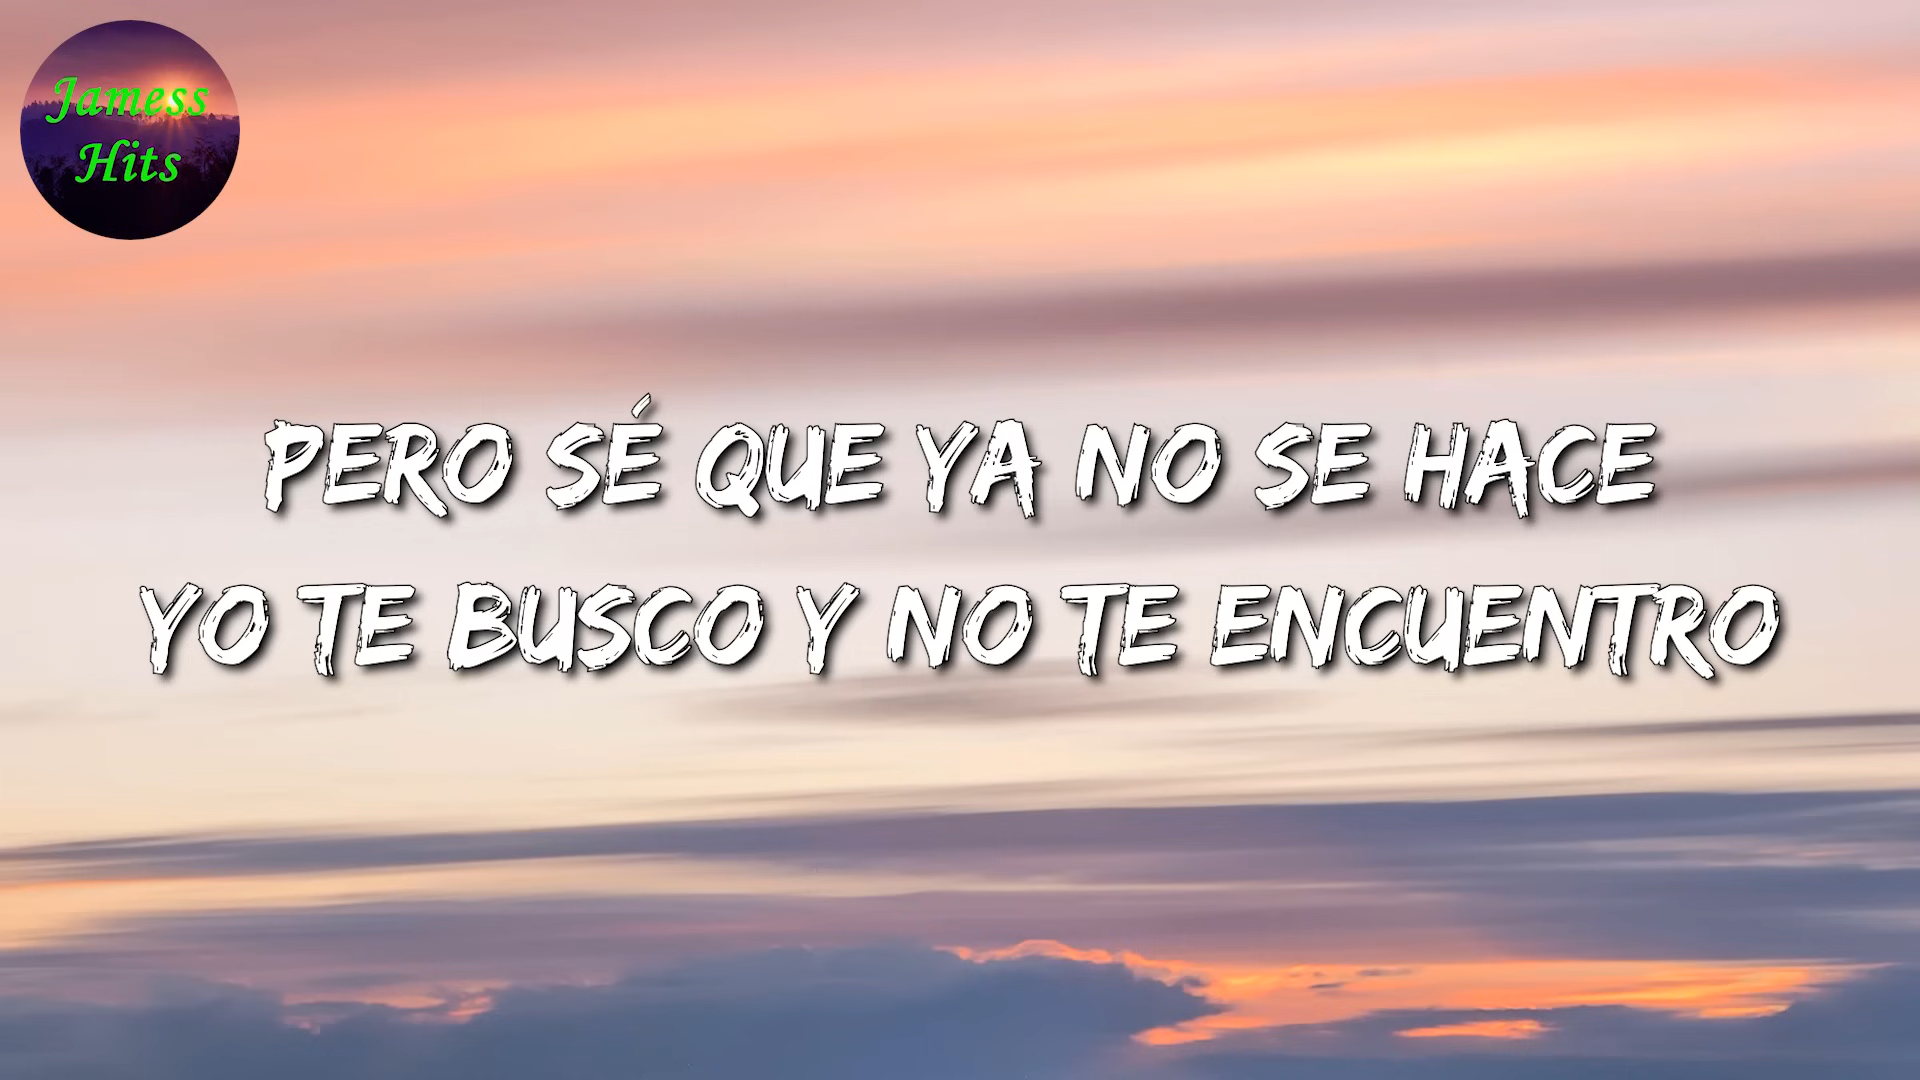 Jamess
Hits
PERO SÉ QUE YA NO SE HACE
YO TE BUSCO Y NO TE ENCUENTRO